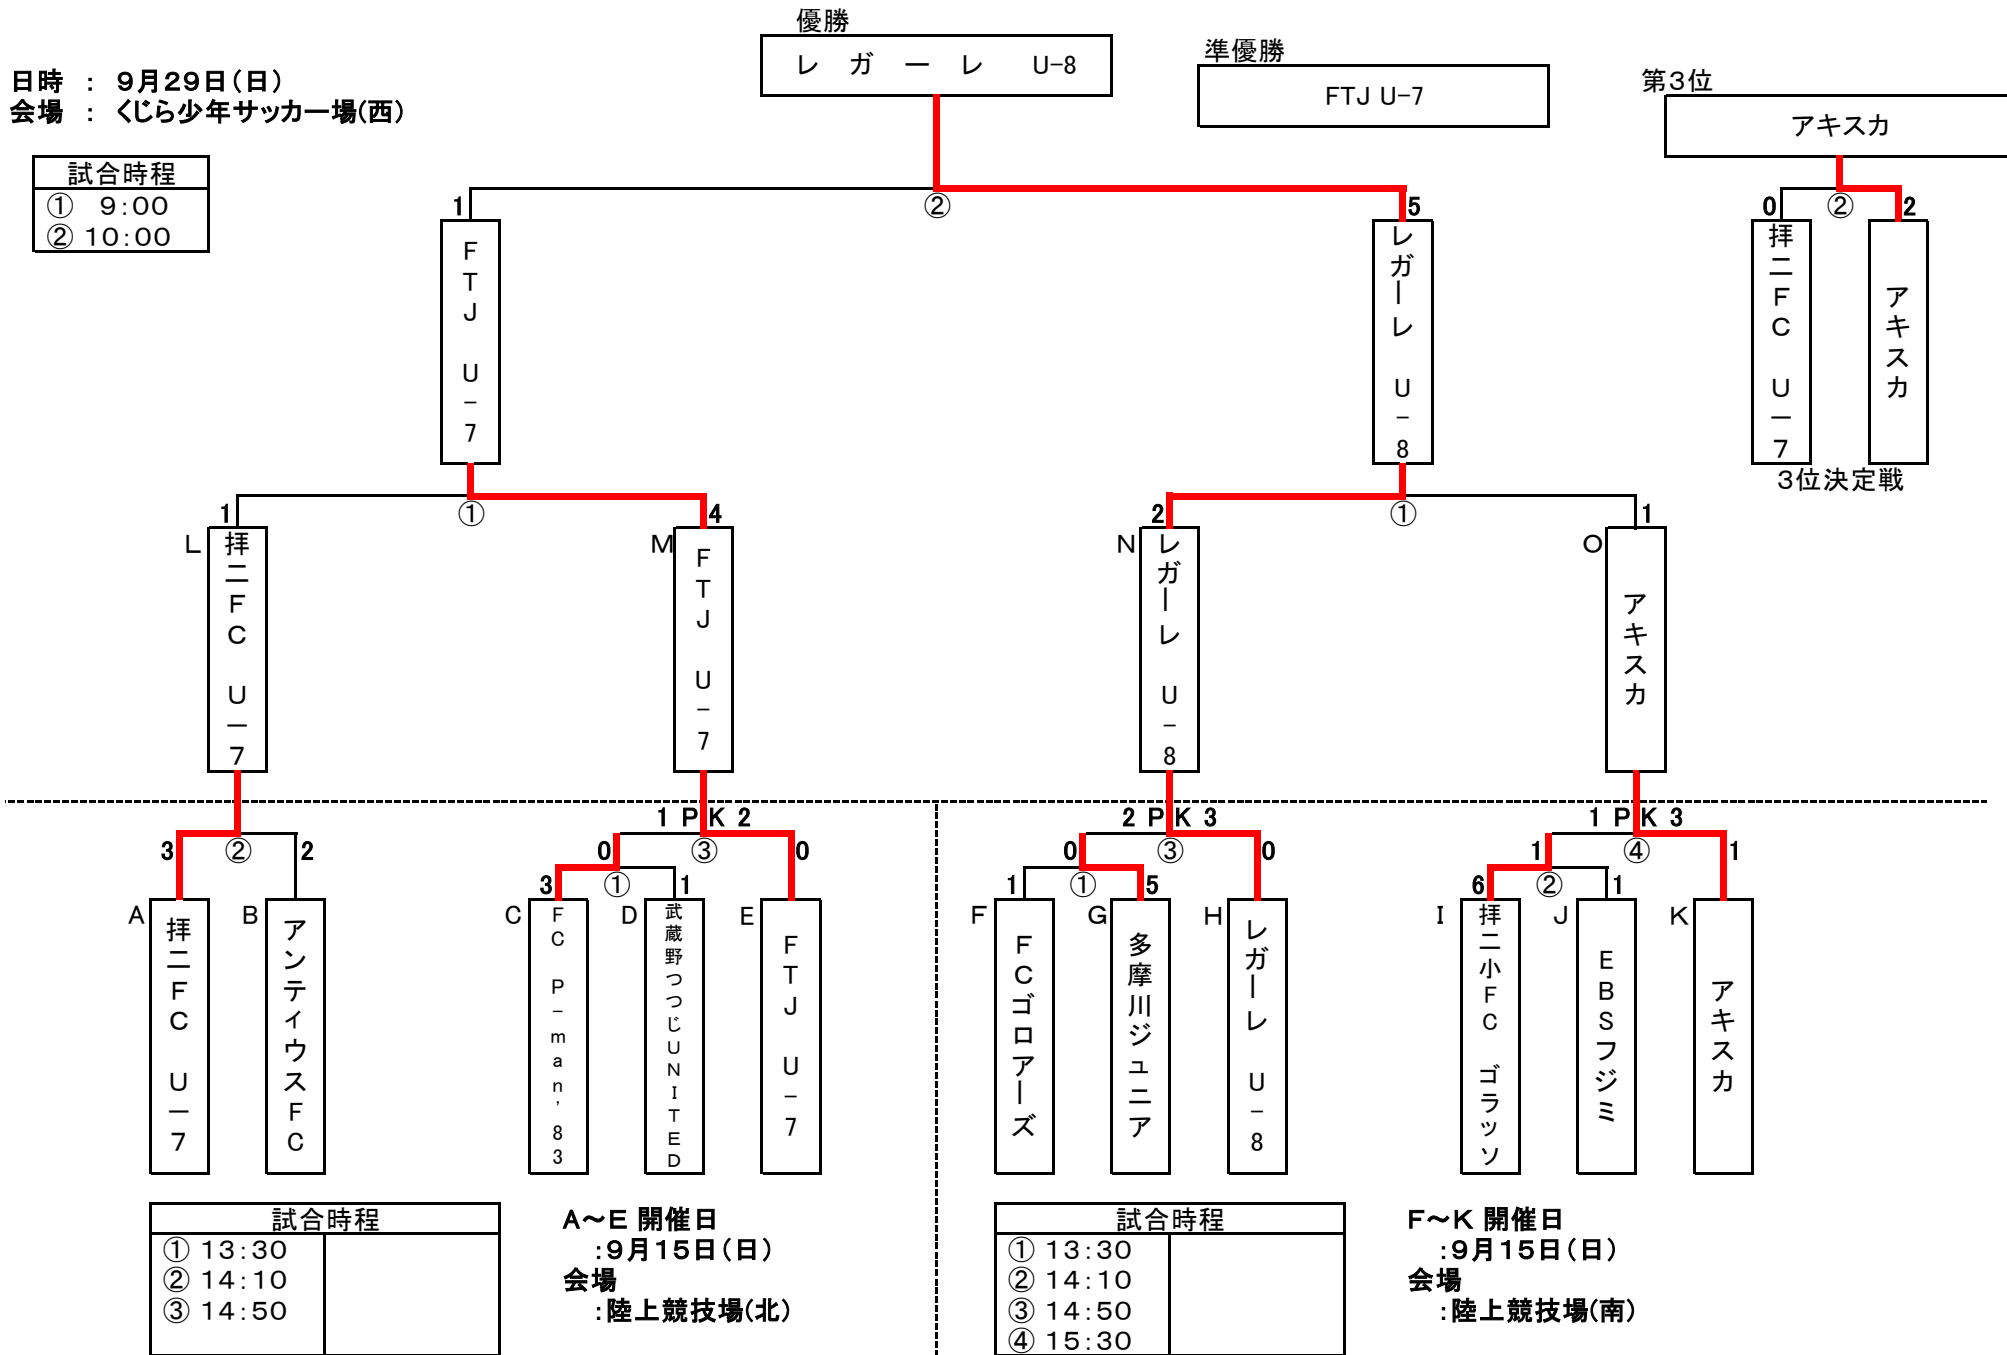 優勝
レガーレ U-8
準優勝
FTJ U-7
第3位
アキスカ
日時 : 9月29日(日)
会場 : くじら少年サッカー場(西)
試合時程
① 9:00
② 10:00
1 ② 5
0 ② 2
FTJ U-7
レガーレ U-8
拝二FC U-7
アキスカ
3位決定戦
1 ① 4
2 ① 1
L 拝二FC U-7
M FTJ U-7
N レガーレ U-8
O アキスカ
1 PK 2
2 PK 3
1 PK 3
3 ② 2
0 ③ 0
0 ③ 0
1 ④ 1
3 ① 1
1 ① 5
6 ② 1
A 拝二FC U-7
B アンティウスFC
C FC P-man'83
D 武蔵野つつじUNITED
E FTJ U-7
F FCゴロアーズ
G 多摩川ジュニア
H レガーレ U-8
I 拝二小FC ゴラッソ
J EBSフジミ
K アキスカ
試合時程
① 13:30
② 14:10
③ 14:50
A~E 開催日
:9月15日(日)
会場
:陸上競技場(北)
試合時程
① 13:30
② 14:10
③ 14:50
④ 15:30
F~K 開催日
:9月15日(日)
会場
:陸上競技場(南)